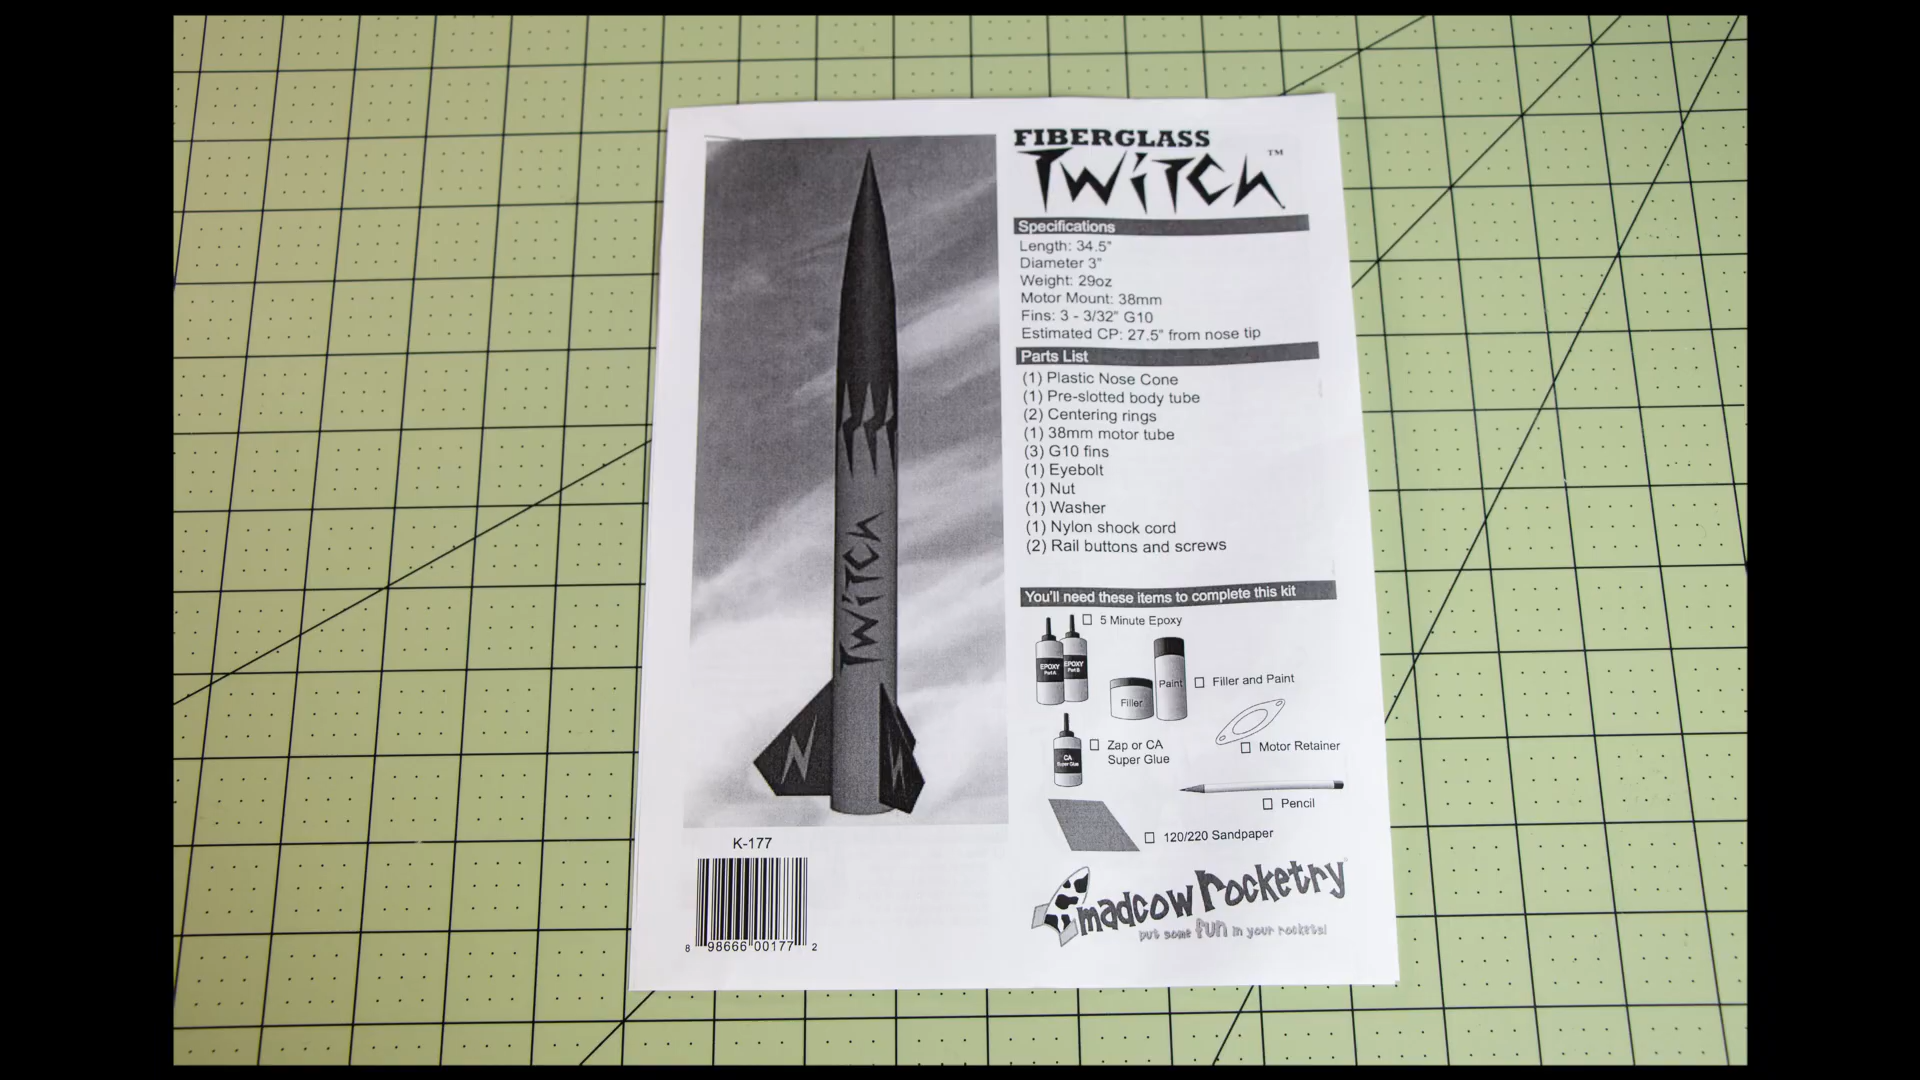 FIBERGLASS
TWiTCh™
Specifications
Length: 34.5"
Diameter 3"
Weight: 29oz
Motor Mount: 38mm
Fins: 3 - 3/32" G10
Estimated CP: 27.5" from nose tip
Parts List
(1) Plastic Nose Cone
(1) Pre-slotted body tube
(2) Centering rings
(1) 38mm motor tube
(3) G10 fins
(1) Eyebolt
(1) Nut
(1) Washer
(1) Nylon shock cord
(2) Rail buttons and screws
You'll need these items to complete this kit
5 Minute Epoxy
EPOXY
Part A
EPOXY
Part B
Paint
Filler
Filler and Paint
Motor Retainer
CA
Super Glue
Zap or CA
Super Glue
Pencil
120/220 Sandpaper
madcow rocketry
put some fun in your rockets!
TWiTCh
K-177
8 98666 00177 2